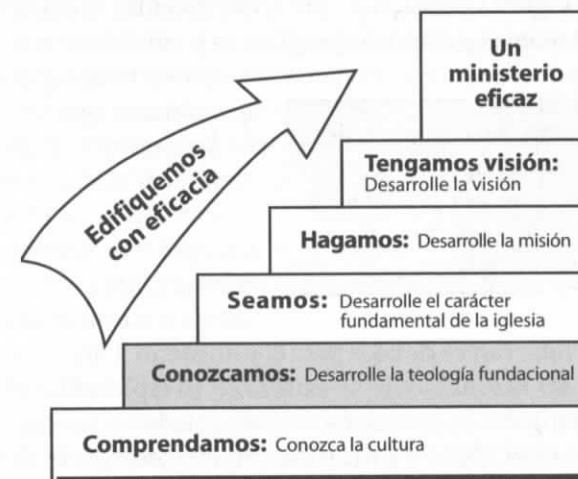 Un
ministerio
eficaz
Edifiquemos
con eficacia
Tengamos visión:
Desarrolle la visión
Hagamos: Desarrolle la misión
Seamos: Desarrolle el carácter
fundamental de la iglesia
Conozcamos: Desarrolle la teología fundacional
Comprendamos: Conozca la cultura